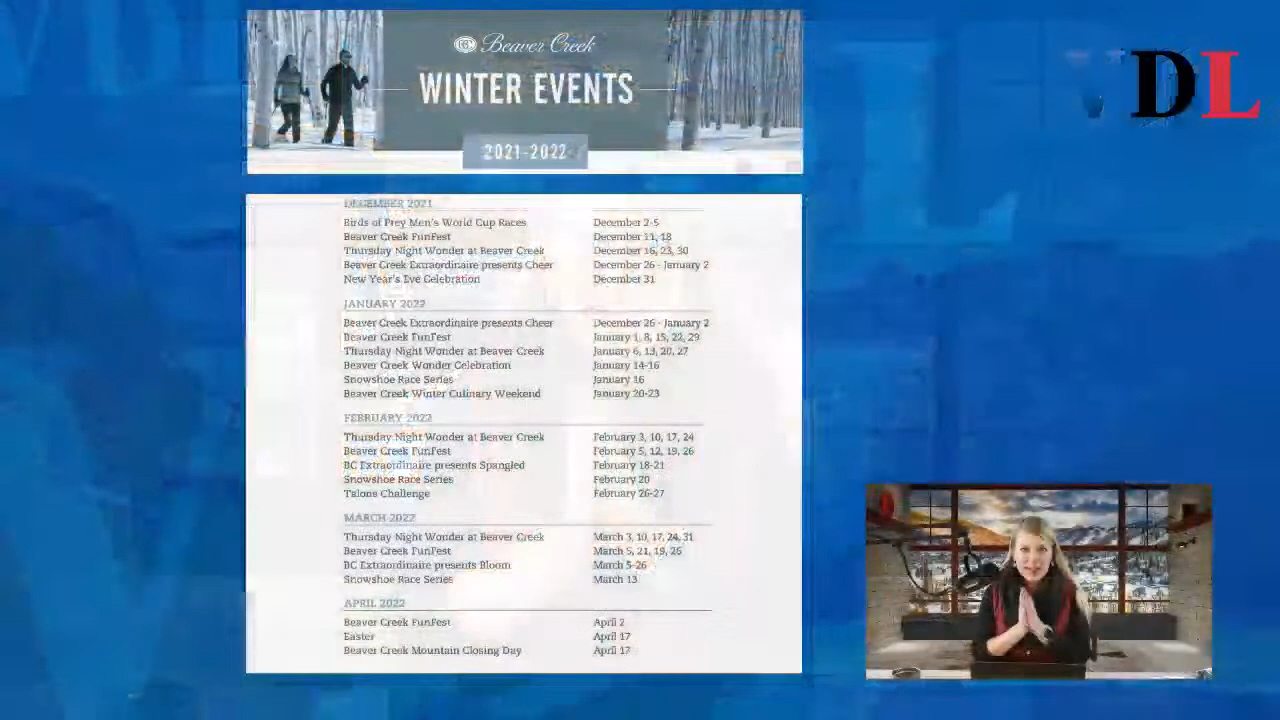 Beaver Creek
WINTER EVENTS
2021-2022
DL
DECEMBER 2021
Birds of Prey Men's World Cup Races December 2-5
Beaver Creek FunFest December 11, 18
Thursday Night Wonder at Beaver Creek December 16, 23, 30
Beaver Creek Extraordinaire presents Cheer December 26 - January 2
New Year's Eve Celebration December 31
JANUARY 2022
Beaver Creek Extraordinaire presents Cheer December 26 - January 2
Beaver Creek FunFest January 1, 8, 15, 22, 29
Thursday Night Wonder at Beaver Creek January 6, 13, 20, 27
Beaver Creek Wonder Celebration January 14-16
Snowshoe Race Series January 16
Beaver Creek Winter Culinary Weekend January 20-23
FEBRUARY 2022
Thursday Night Wonder at Beaver Creek February 3, 10, 17, 24
Beaver Creek FunFest February 5, 12, 19, 26
BC Extraordinaire presents Spangled February 18-21
Snowshoe Race Series February 20
Talons Challenge February 26-27
MARCH 2022
Thursday Night Wonder at Beaver Creek March 3, 10, 17, 24, 31
Beaver Creek FunFest March 5, 21, 19, 26
BC Extraordinaire presents Bloom March 5-26
Snowshoe Race Series March 13
APRIL 2022
Beaver Creek FunFest April 2
Easter April 17
Beaver Creek Mountain Closing Day April 17